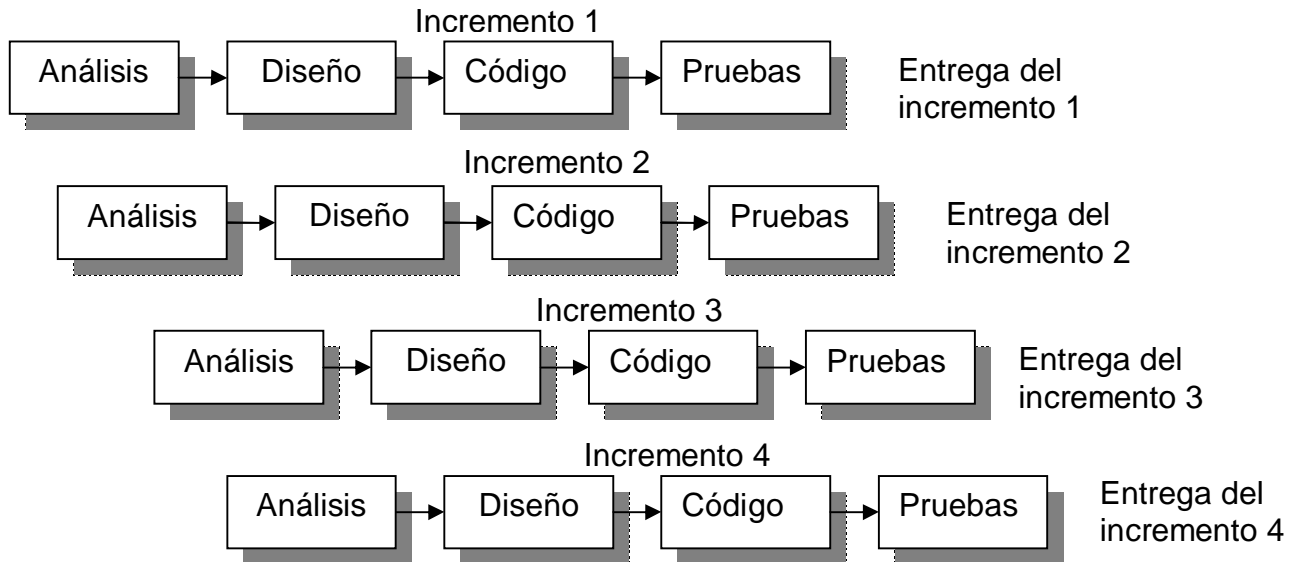 Incremento 1
Análisis Diseño Código Pruebas
Entrega del
incremento 1
Incremento 2
Análisis Diseño Código Pruebas
Entrega del
incremento 2
Incremento 3
Análisis Diseño Código Pruebas
Entrega del
incremento 3
Incremento 4
Análisis Diseño Código Pruebas
Entrega del
incremento 4